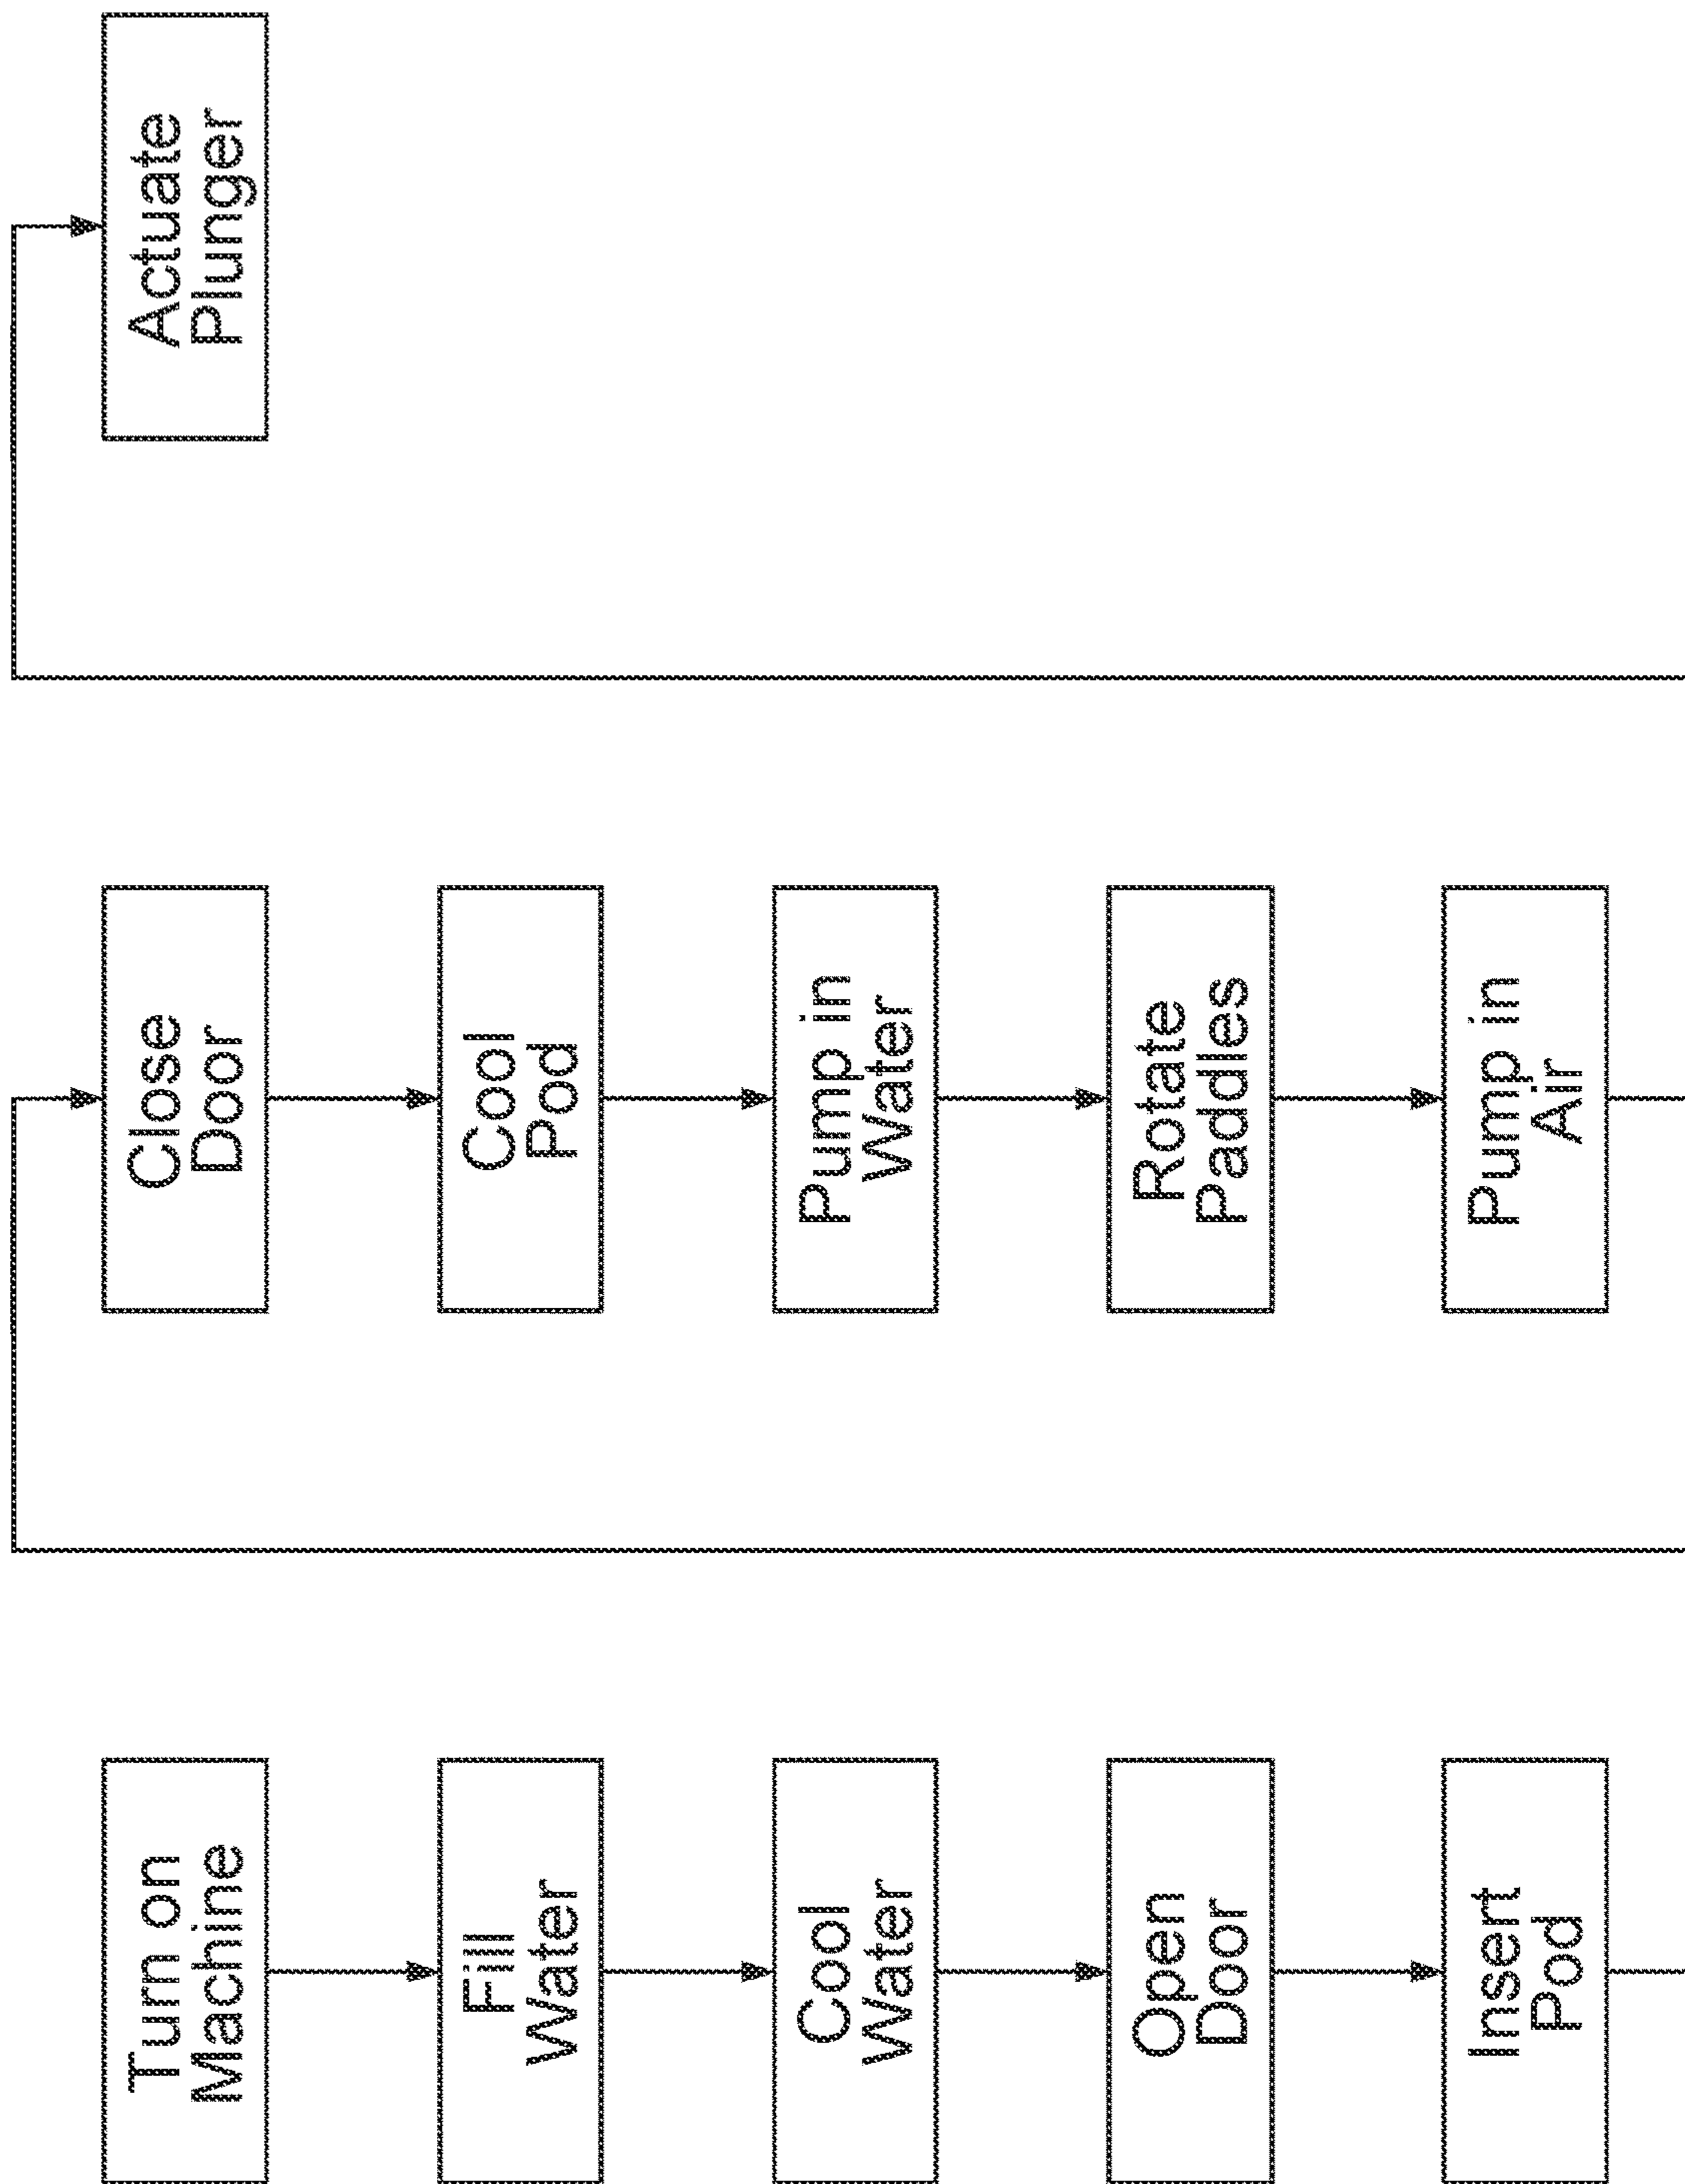 Turn on
Machine
Fill
Water
Cool
Water
Open
Door
Insert
Pod
Close
Door
Cool
Pod
Pump in
Water
Rotate
Paddles
Pump in
Air
Actuate
Plunger